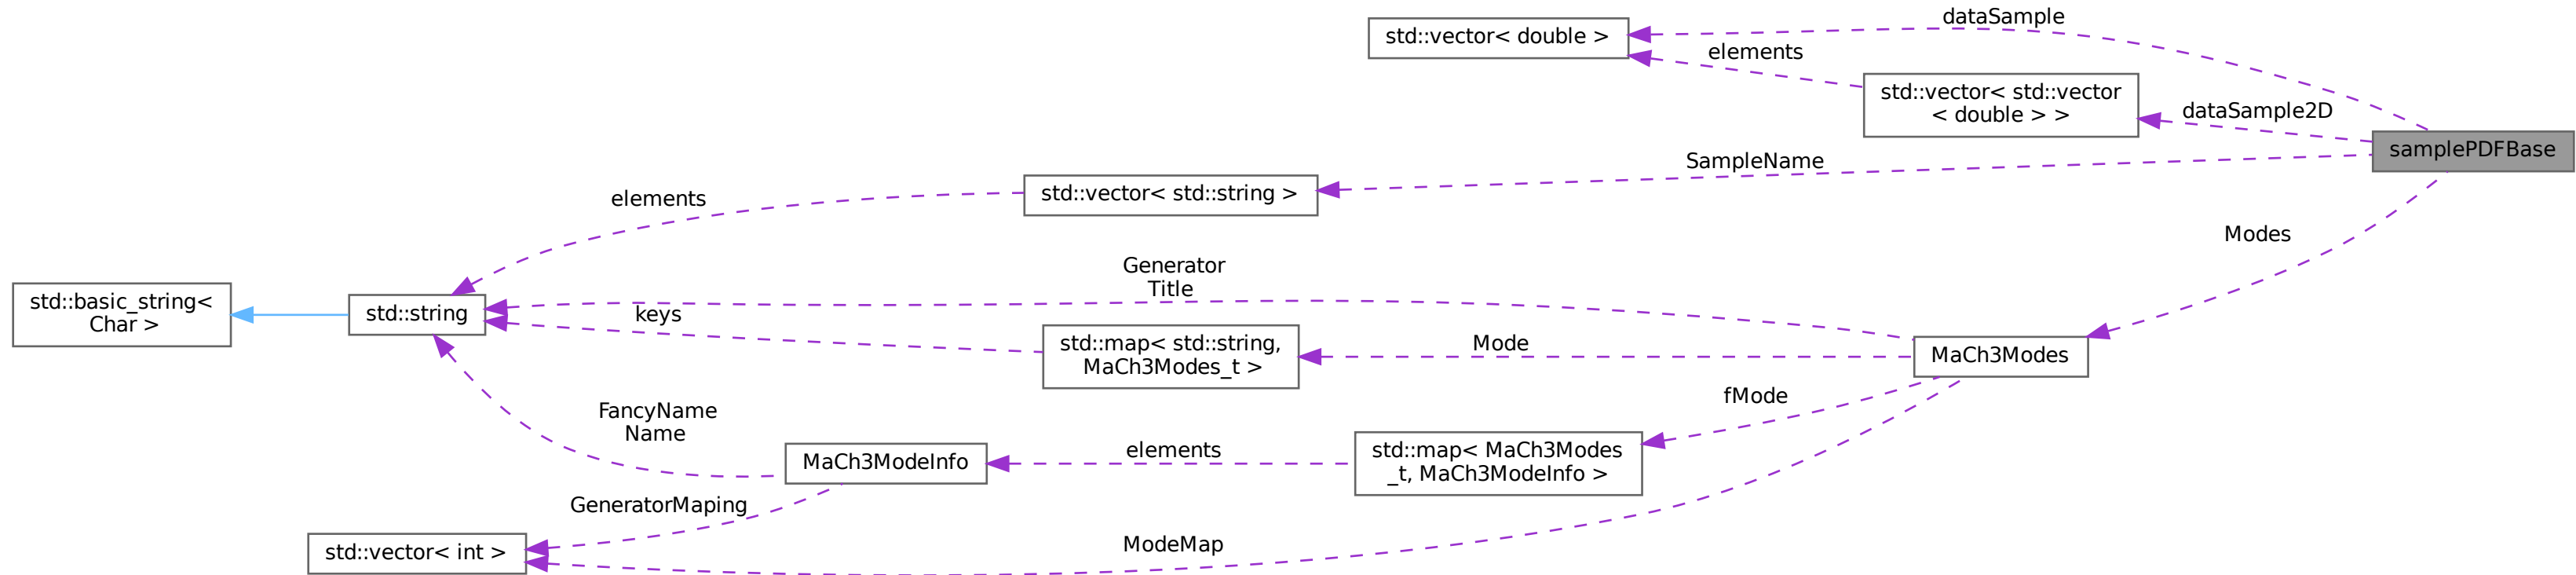 dataSample
std::vector< double >
elements
std::vector< std::vector
< double > >
dataSample2D
samplePDFBase
SampleName
std::vector< std::string >
elements
Modes
Generator
Title
std::basic_string<
Char >
std::string
keys
std::map< std::string,
MaCh3Modes_t >
Mode
MaCh3Modes
fMode
FancyName
Name
MaCh3ModeInfo
elements
std::map< MaCh3Modes
_t, MaCh3ModeInfo >
GeneratorMaping
std::vector< int >
ModeMap